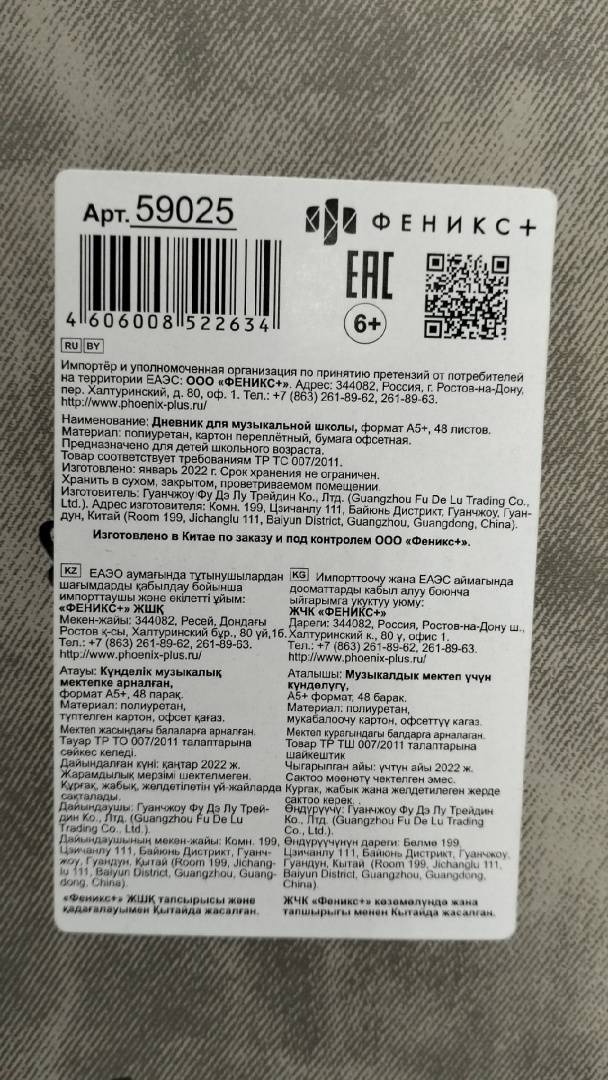 Арт. 59025
ФЕНИКС+
EAC
6+
4 606008 522634
RU BY
Импортёр и уполномоченная организация по принятию претензий от потребителей
на территории ЕАЭС: ООО «ФЕНИКС+». Адрес: 344082, Россия, г. Ростов-на-Дону,
пер. Халтуринский, д. 80, оф. 1. Тел.: +7 (863) 261-89-62, 261-89-63.
http://www.phoenix-plus.ru/
Наименование: Дневник для музыкальной школы, формат А5+, 48 листов.
Материал: полиуретан, картон переплётный, бумага офсетная.
Предназначено для детей школьного возраста.
Товар соответствует требованиям ТР ТС 007/2011.
Изготовлено: январь 2022 г. Срок хранения не ограничен.
Хранить в сухом, закрытом, проветриваемом помещении.
Изготовитель: Гуанчжоу Фу Дэ Лу Трейдин Ко., Лтд. (Guangzhou Fu De Lu Trading Co.,
Ltd.). Адрес изготовителя: Комн. 199, Цзичанлу 111, Байюнь Дистрикт, Гуанчжоу, Гуан-
дун, Китай (Room 199, Jichanglu 111, Baiyun District, Guangzhou, Guangdong, China).
Изготовлено в Китае по заказу и под контролем ООО «Феникс+».
KZ ЕАЭО аумағында тұтынушылардан
шағымдарды қабылдау бойынша
импорттаушы және өкілетті ұйым:
«ФЕНИКС+» ЖШҚ
Мекен-жайы: 344082, Ресей, Дондағы
Ростов қ-сы, Халтуринский бұр., 80 үй,1б.
Тел.: +7 (863) 261-89-62, 261-89-63.
http://www.phoenix-plus.ru/
Атауы: Күнделік музыкалық
мектепке арналған,
формат А5+, 48 парақ.
Материал: полиуретан,
түптелген картон, офсет қағаз.
Мектеп жасындағы балаларға арналған.
Тауар ТР ТО 007/2011 талаптарына
сәйкес келеді.
Дайындалған күні: қаңтар 2022 ж.
Жарамдылық мерзімі шектелмеген.
Құрғақ, жабық, желдетілетін үй-жайларда
сақталады.
Дайындаушы: Гуанчжоу Фу Дэ Лу Трей-
дин Ко., Лтд. (Guangzhou Fu De Lu
Trading Co., Ltd.).
Дайындаушының мекен-жайы: Комн. 199,
Цзичанлу 111, Байюнь Дистрикт, Гуанч-
жоу, Гуандун, Қытай (Room 199, Jichang-
lu 111, Baiyun District, Guangzhou, Guang-
dong, China).
«Феникс+» ЖШҚ тапсырысы және
қадағалауымен Қытайда жасалған.
KG Импорттоочу жана ЕАЭС аймагында
дооматтарды кабыл алуу боюнча
ыйгарымга укуктуу уюму:
ЖЧК «ФЕНИКС+»
Дареги: 344082, Россия, Ростов-на-Дону ш.,
Халтуринский к., 80 ү, офис 1.
Тел.: +7 (863) 261-89-62, 261-89-63.
http://www.phoenix-plus.ru/
Аталышы: Музыкалдык мектеп үчүн
күндөлүгү,
А5+ формат, 48 барак.
Материал: полиуретан,
мукабалоочу картон, офсеттүү кагаз.
Мектеп курагындагы балдарга арналаган.
Товар ТР ТШ 007/2011 талаптарына
шайкештик
Чыгарылган айы: үчтүн айы 2022 ж.
Сактоо мөөнөтү чектелген эмес.
Кургак, жабык жана желдетилеген жерде
сактоо керек.
Өндүрүүчү: Гуанчжоу Фу Дэ Лу Трейдин
Ко., Лтд. (Guangzhou Fu De Lu Trading
Co., Ltd.).
Өндүрүүчүнүн дареги: Бөлмө 199,
Цзичанлу 111, Байюнь Дистрикт, Гуанчжоу,
Гуандун, Кытай (Room 199, Jichanglu 111,
Baiyun District, Guangzhou, Guangdong,
China).
ЖЧК «Феникс+» көзөмөлүндө жана
тапшырыгы менен Кытайда жасалган.